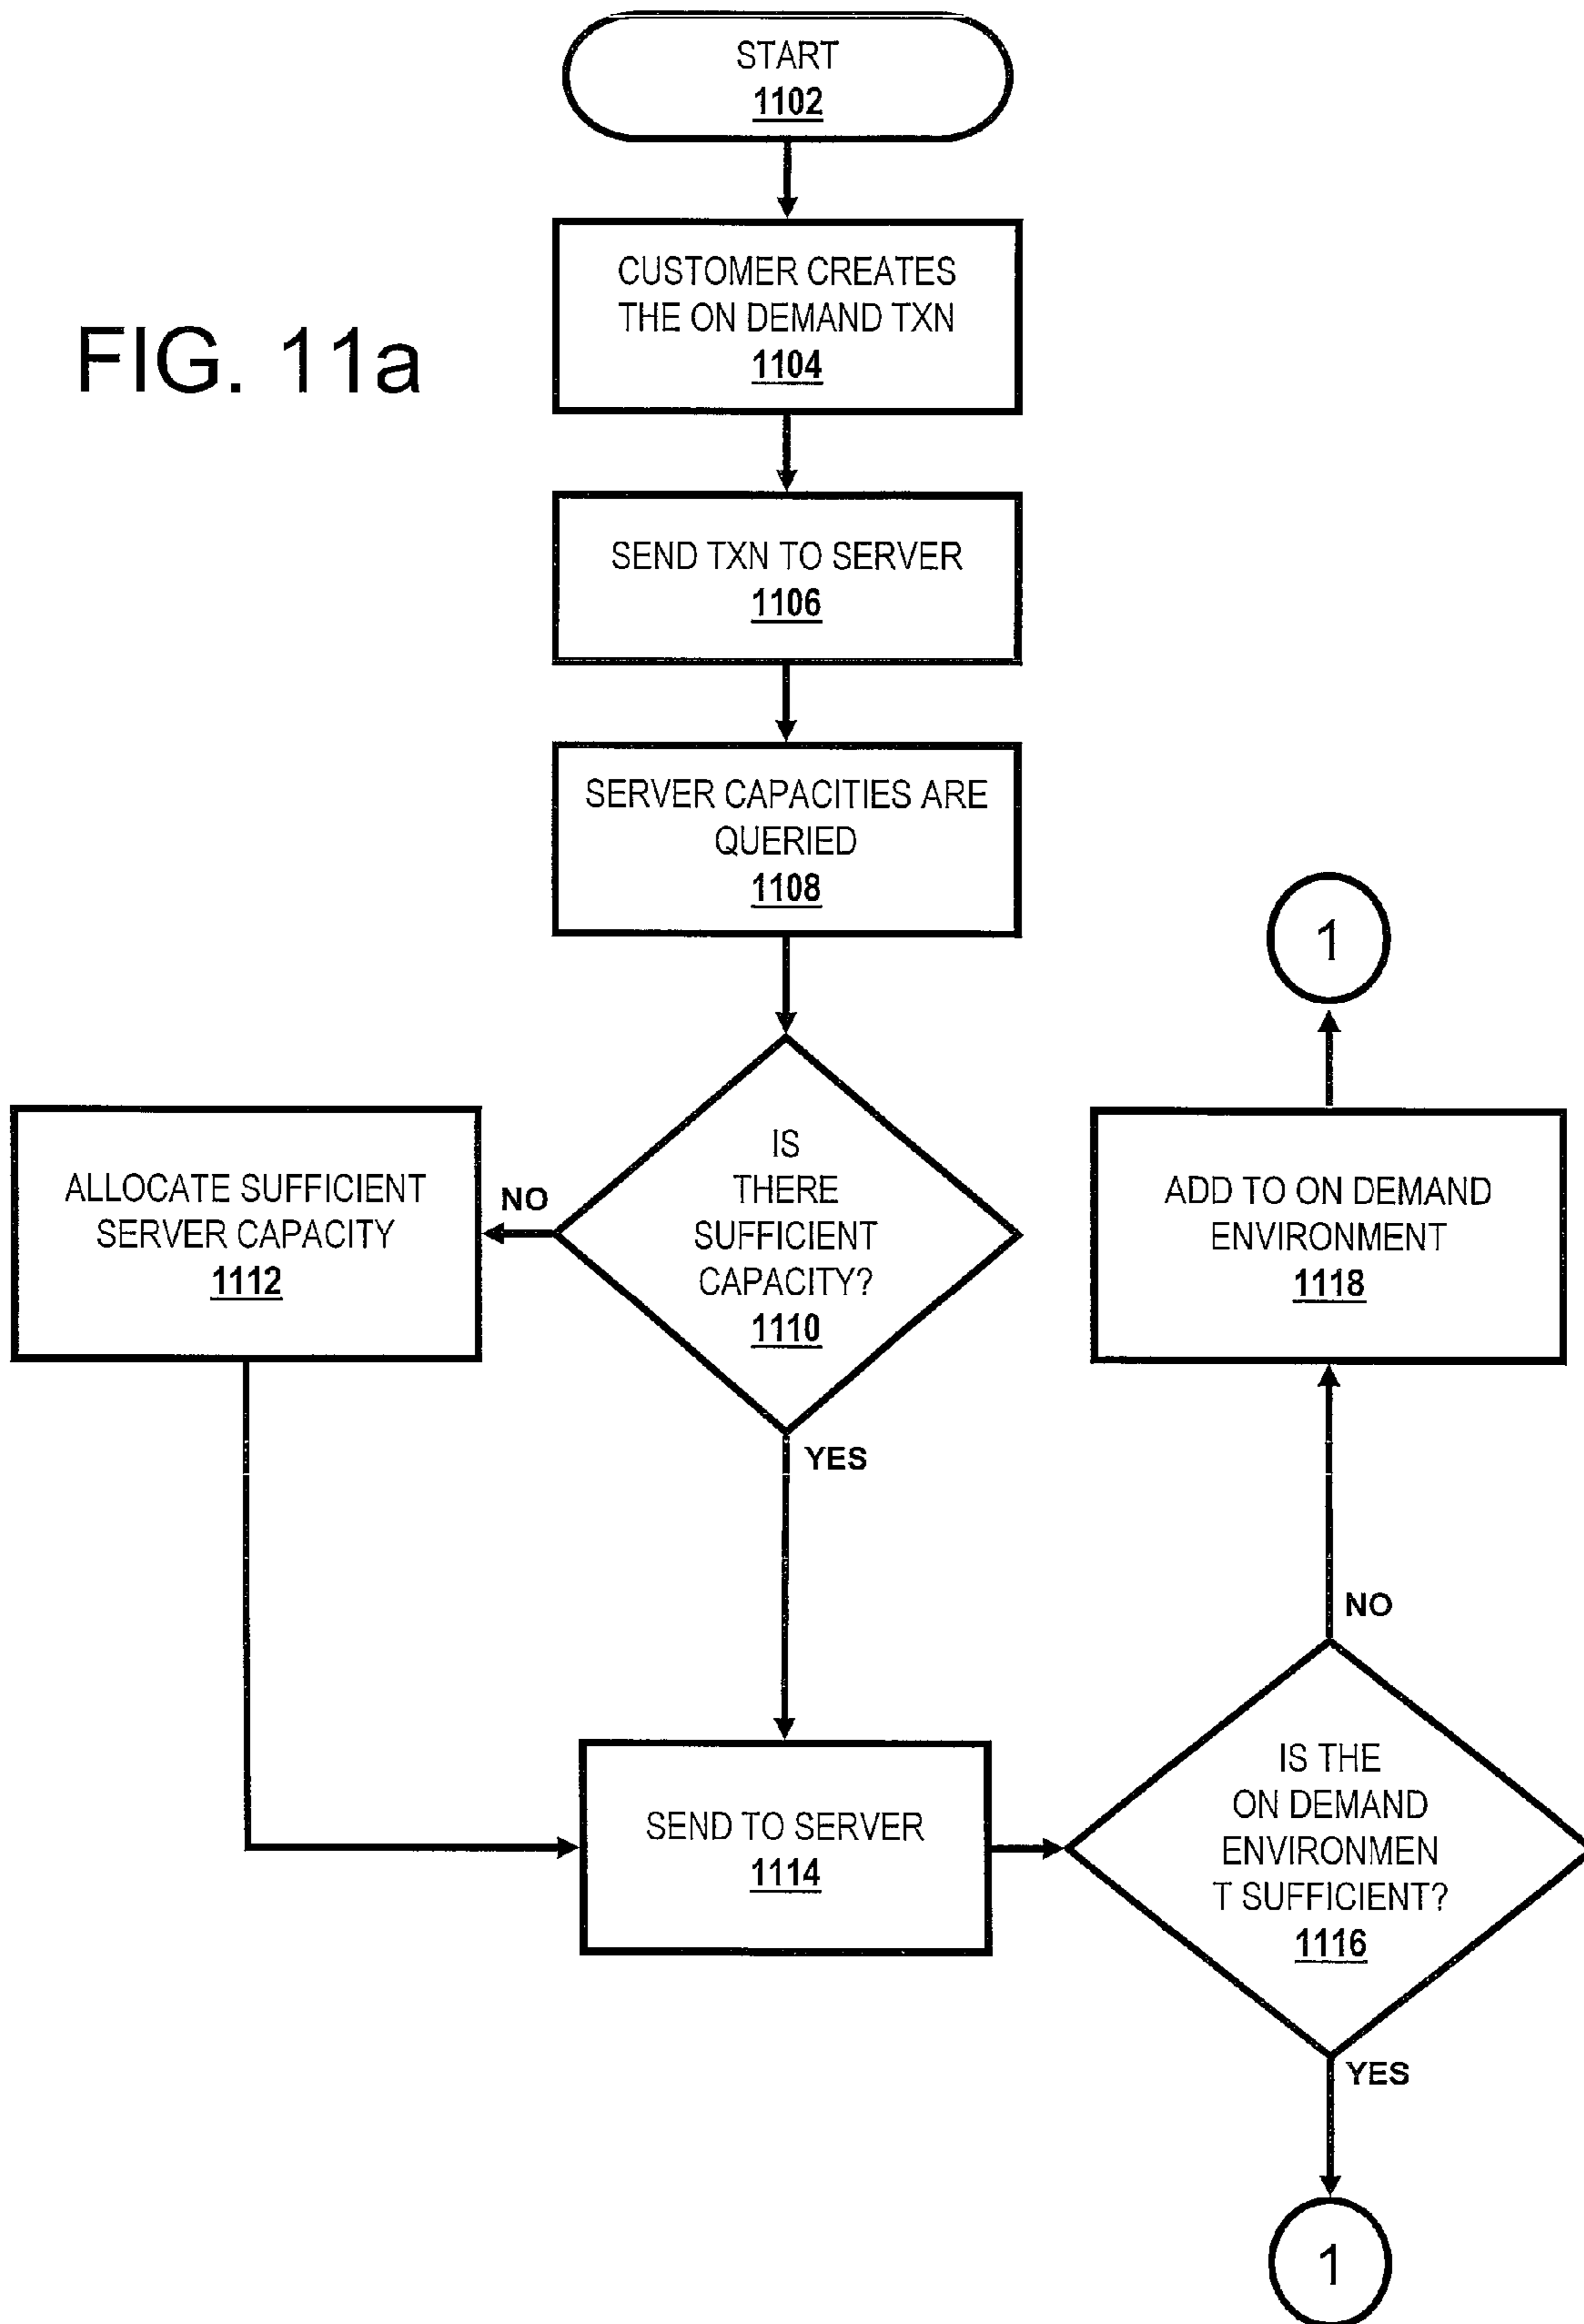 START
1102
FIG. 11a
CUSTOMER CREATES
THE ON DEMAND TXN
1104
SEND TXN TO SERVER
1106
SERVER CAPACITIES ARE
QUERIED
1108
1
IS
THERE
SUFFICIENT
CAPACITY?
1110
NO
ALLOCATE SUFFICIENT
SERVER CAPACITY
1112
ADD TO ON DEMAND
ENVIRONMENT
1118
YES
NO
SEND TO SERVER
1114
IS THE
ON DEMAND
ENVIRONMEN
T SUFFICIENT?
1116
YES
1